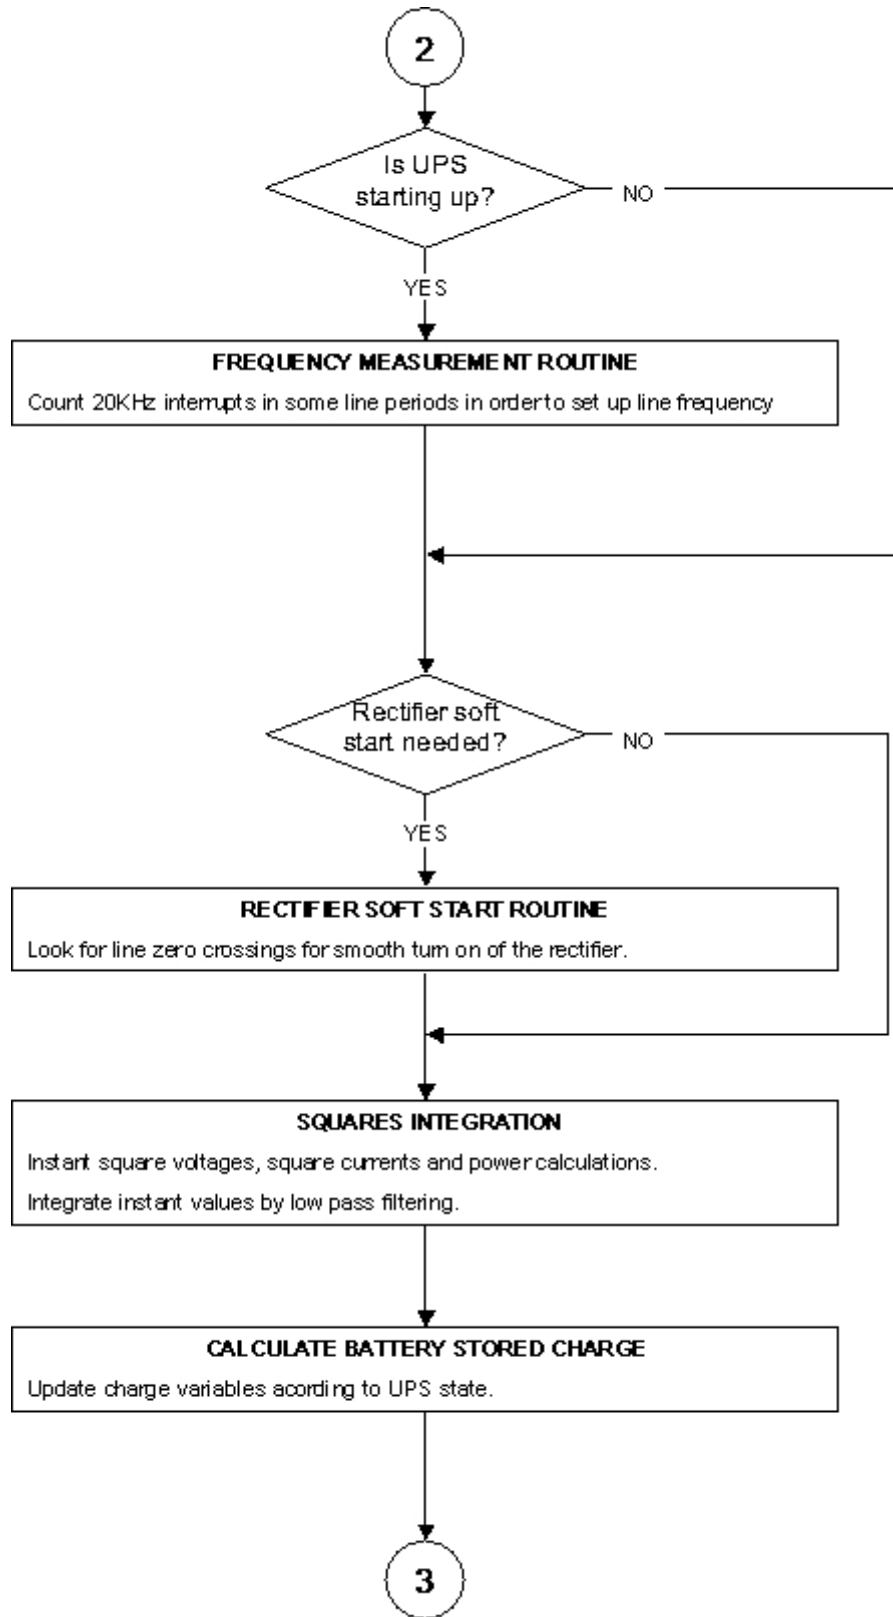 2
Is UPS
starting up?
NO
YES
FREQUENCY MEASUREMENT ROUTINE
Count 20KHz interrupts in some line periods in order to set up line frequency
Rectifier soft
start needed?
NO
YES
RECTIFIER SOFT START ROUTINE
Look for line zero crossings for smooth turn on of the rectifier.
SQUARES INTEGRATION
Instant square voltages, square currents and power calculations.
Integrate instant values by low pass filtering.
CALCULATE BATTERY STORED CHARGE
Update charge variables acording to UPS state.
3